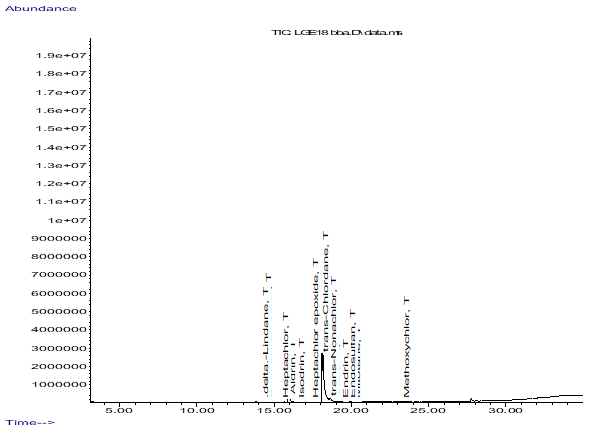 Abundance
TIC: LGE18 bba.D\data.ms
1.9e+07
1.8e+07
1.7e+07
1.6e+07
1.5e+07
1.4e+07
1.3e+07
1.2e+07
1.1e+07
1e+07
9000000
8000000
7000000
6000000
5000000
4000000
3000000
2000000
1000000
.delta.-Lindane, T
, T
Heptachlor, T
Aldrin, T
Isodrin, T
Heptachlor epoxide, T
trans-Chlordane, T
trans-Nonachlor, T
Endrin, T
Endosulfan, T
Methoxychlor, T
5.00 10.00 15.00 20.00 25.00 30.00
Time-->